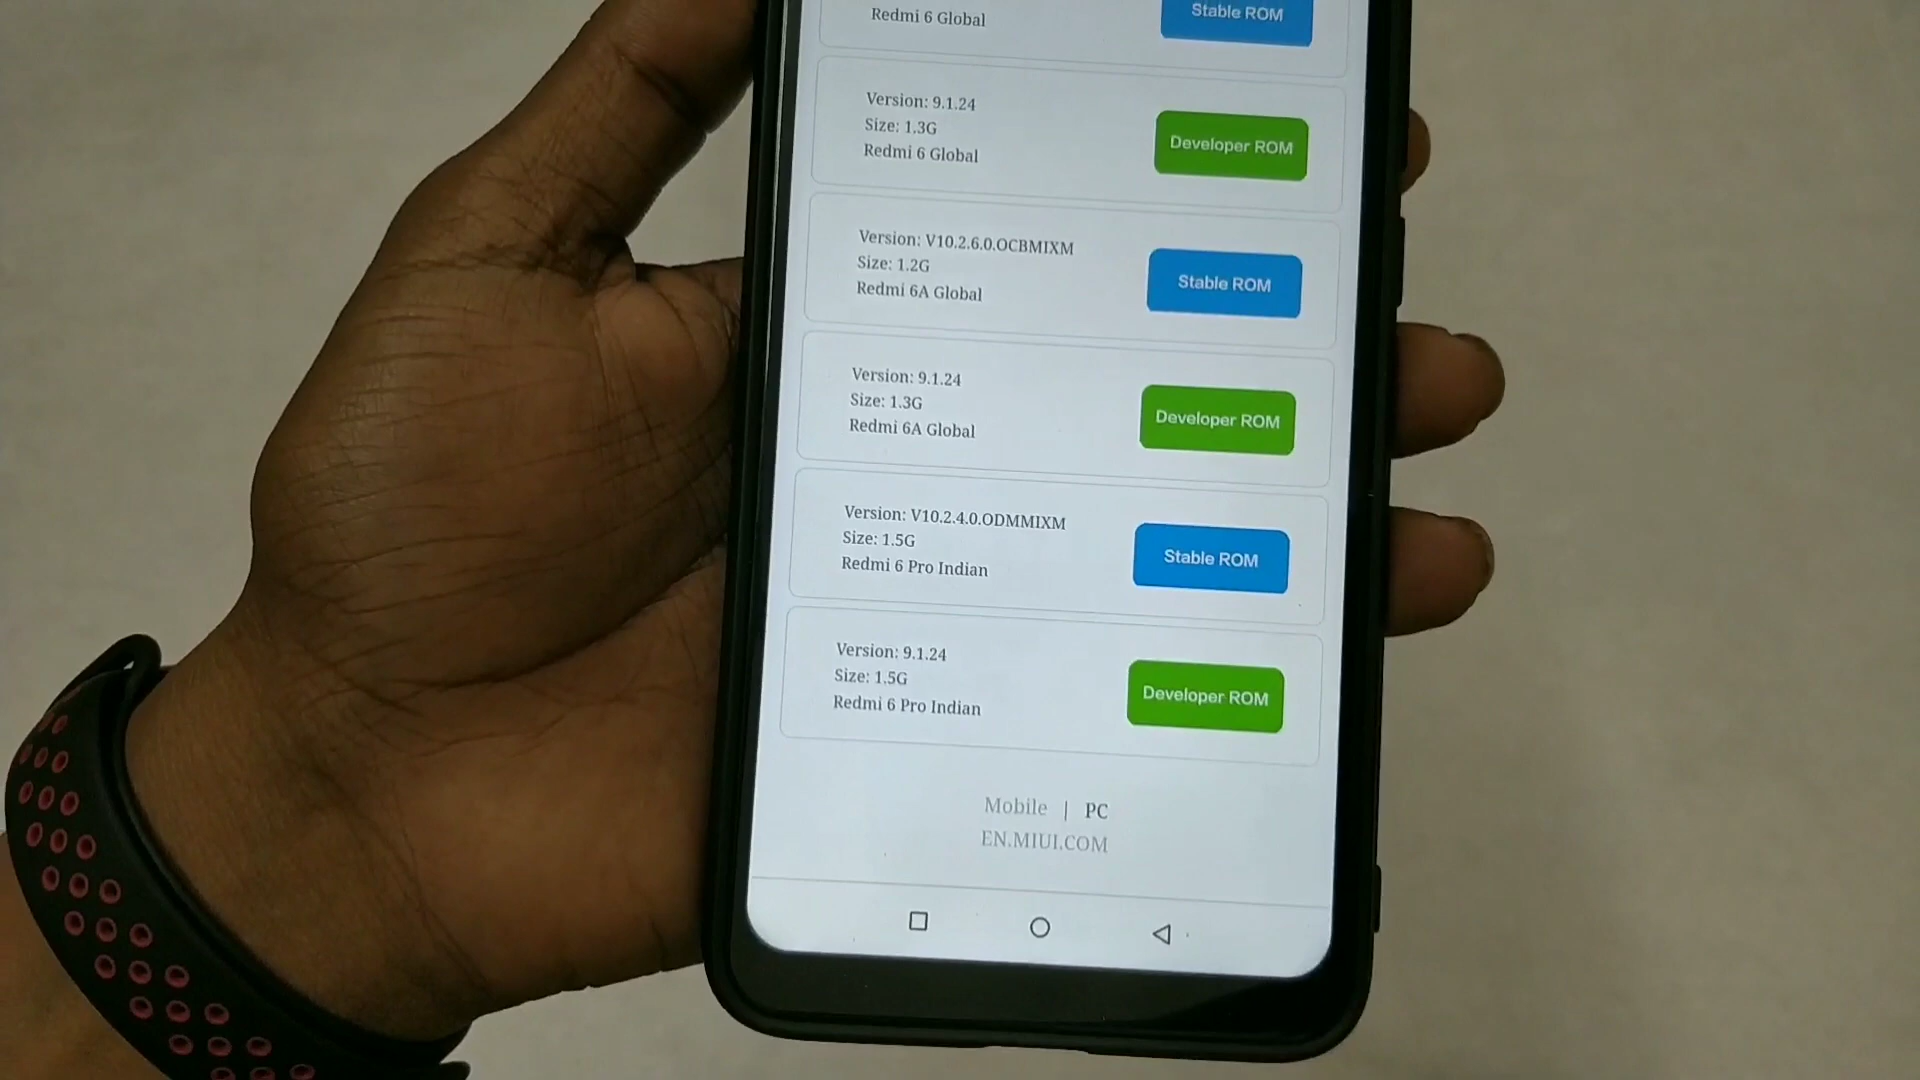 Redmi 6 Global
Stable ROM
Version: 9.1.24
Size: 1.3G
Redmi 6 Global
Developer ROM
Version: V10.2.6.0.OCBMIXM
Size: 1.2G
Redmi 6A Global
Stable ROM
Version: 9.1.24
Size: 1.3G
Redmi 6A Global
Developer ROM
Version: V10.2.4.0.ODMMIXM
Size: 1.5G
Redmi 6 Pro Indian
Stable ROM
Version: 9.1.24
Size: 1.5G
Redmi 6 Pro Indian
Developer ROM
Mobile | PC
EN.MIUI.COM